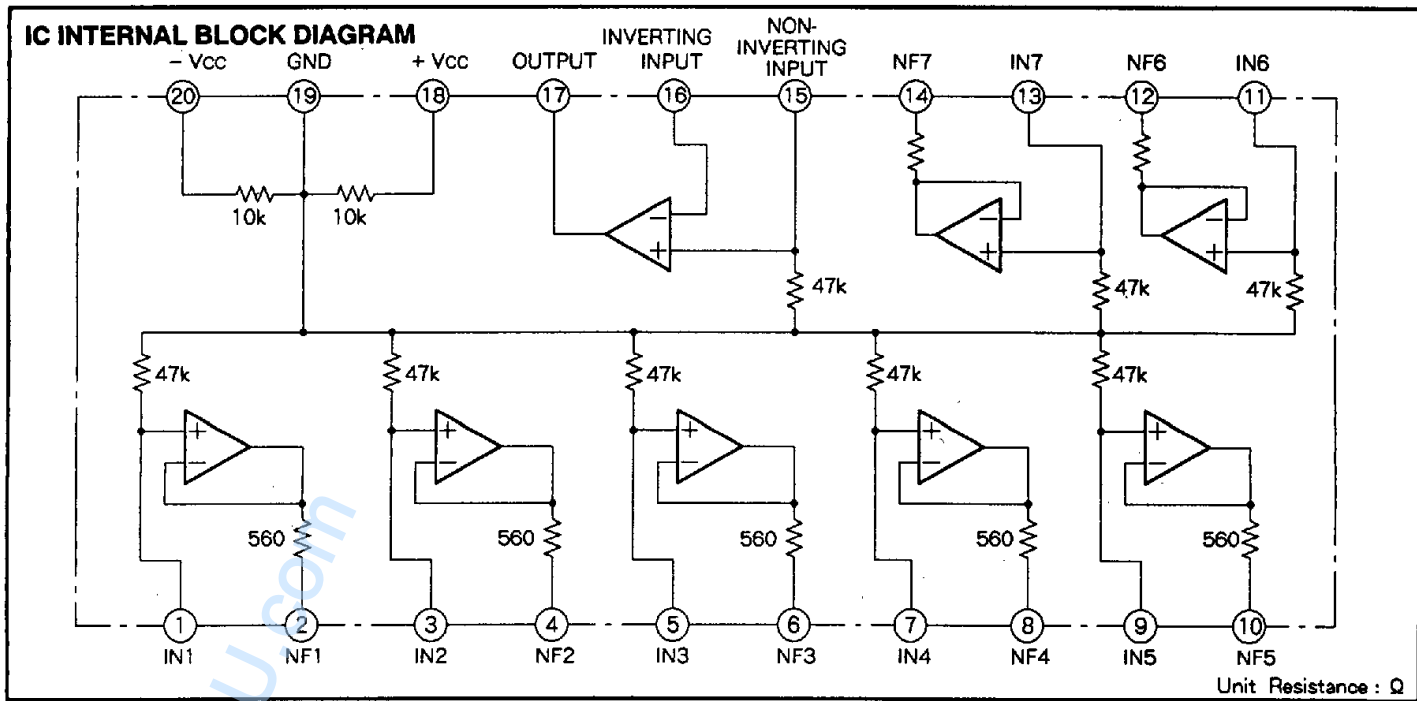 IC INTERNAL BLOCK DIAGRAM
- Vcc
GND
+ Vcc
OUTPUT
INVERTING
INPUT
NON-
INVERTING
INPUT
NF7
IN7
NF6
IN6
20
19
18
17
16
15
14
13
12
11
10k
10k
−
+
−
+
−
+
47k
47k
47k
47k
47k
47k
47k
47k
+
−
+
−
+
−
+
−
+
−
560
560
560
560
560
1
2
3
4
5
6
7
8
9
10
IN1
NF1
IN2
NF2
IN3
NF3
IN4
NF4
IN5
NF5
Unit Resistance : Ω
U.com